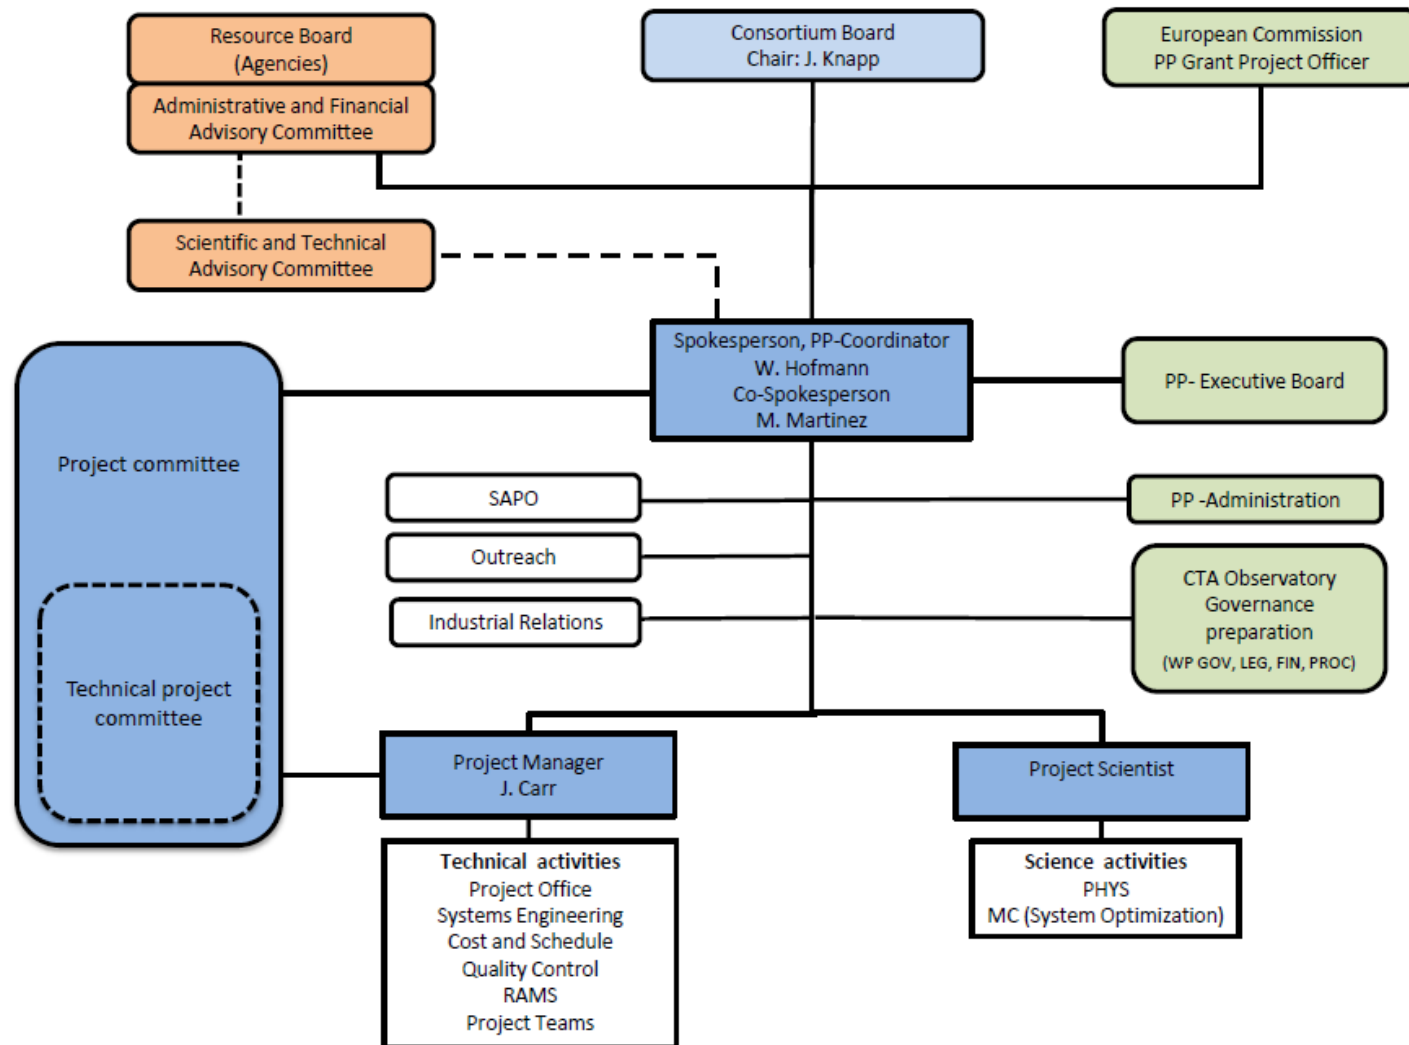 Resource Board
(Agencies)
Administrative and Financial
Advisory Committee
Consortium Board
Chair: J. Knapp
European Commission
PP Grant Project Officer
Scientific and Technical
Advisory Committee
Spokesperson, PP-Coordinator
W. Hofmann
Co-Spokesperson
M. Martinez
PP- Executive Board
Project committee
Technical project
committee
SAPO
PP -Administration
Outreach
Industrial Relations
CTA Observatory
Governance
preparation
(WP GOV, LEG, FIN, PROC)
Project Manager
J. Carr
Project Scientist
Technical activities
Project Office
Systems Engineering
Cost and Schedule
Quality Control
RAMS
Project Teams
Science activities
PHYS
MC (System Optimization)